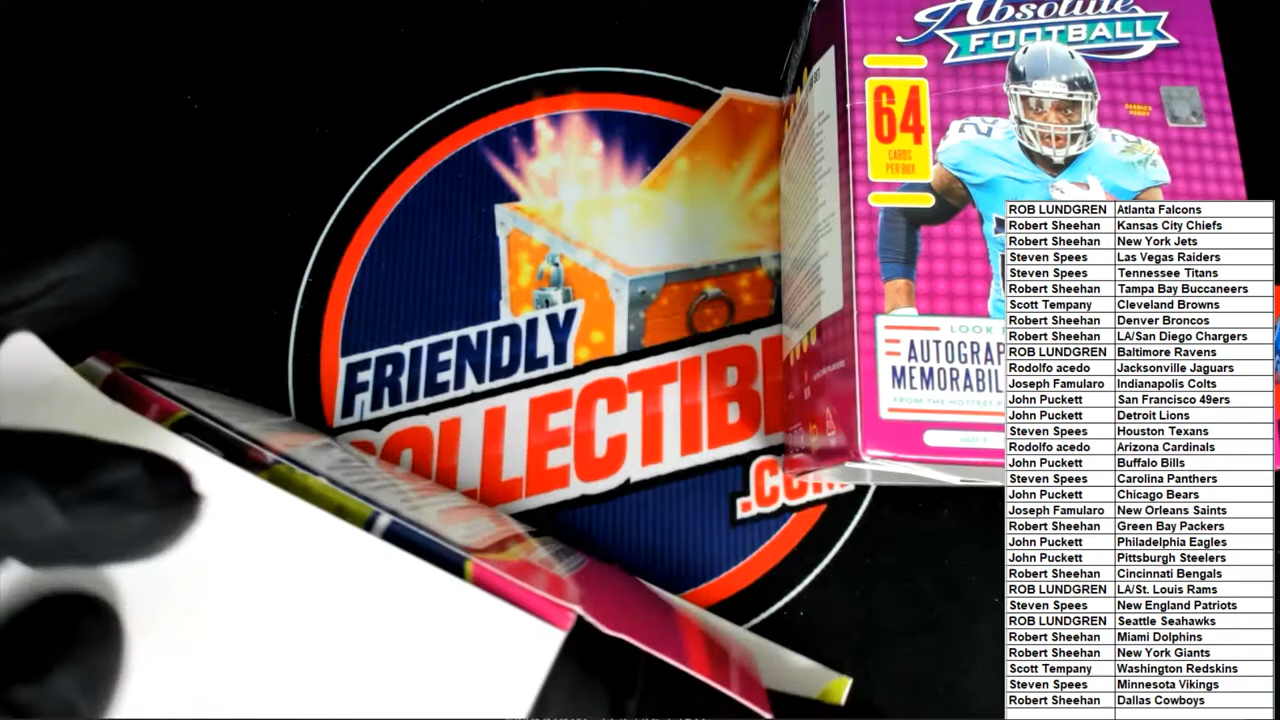 Absolute
FOOTBALL
64
CARDS
PER BOX
DERRICK
HENRY
LOOK
AUTOGRAP
MEMORABIL
FRIENDLY
COLLECTIB
.COM
ROB LUNDGREN Atlanta Falcons
Robert Sheehan Kansas City Chiefs
Robert Sheehan New York Jets
Steven Spees Las Vegas Raiders
Steven Spees Tennessee Titans
Robert Sheehan Tampa Bay Buccaneers
Scott Tempany Cleveland Browns
Robert Sheehan Denver Broncos
Robert Sheehan LA/San Diego Chargers
ROB LUNDGREN Baltimore Ravens
Rodolfo acedo Jacksonville Jaguars
Joseph Famularo Indianapolis Colts
John Puckett San Francisco 49ers
John Puckett Detroit Lions
Steven Spees Houston Texans
Rodolfo acedo Arizona Cardinals
John Puckett Buffalo Bills
Steven Spees Carolina Panthers
John Puckett Chicago Bears
Joseph Famularo New Orleans Saints
Robert Sheehan Green Bay Packers
John Puckett Philadelphia Eagles
John Puckett Pittsburgh Steelers
Robert Sheehan Cincinnati Bengals
ROB LUNDGREN LA/St. Louis Rams
Steven Spees New England Patriots
ROB LUNDGREN Seattle Seahawks
Robert Sheehan Miami Dolphins
Robert Sheehan New York Giants
Scott Tempany Washington Redskins
Steven Spees Minnesota Vikings
Robert Sheehan Dallas Cowboys